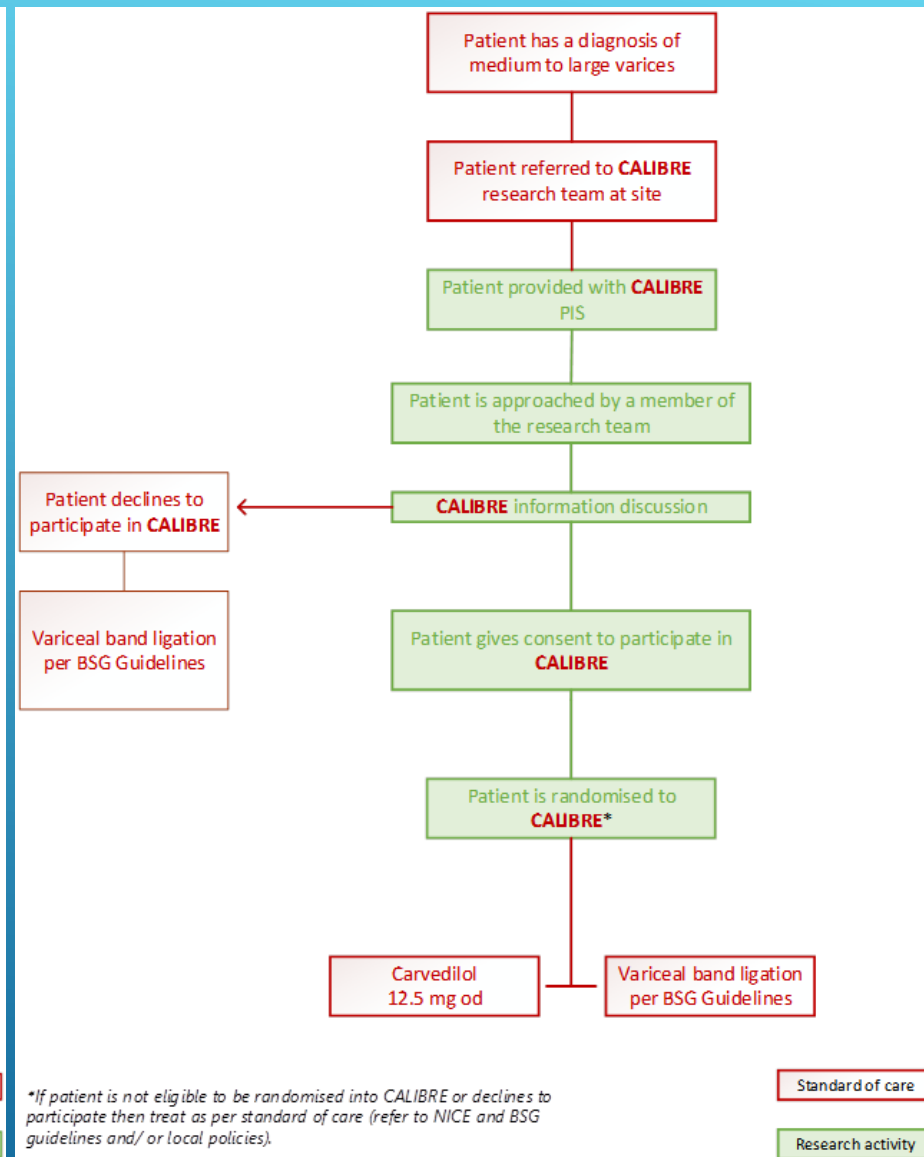 Patient has a diagnosis of
medium to large varices
Patient referred to CALIBRE
research team at site
Patient provided with CALIBRE
PIS
Patient is approached by a member of
the research team
CALIBRE information discussion
Patient declines to
participate in CALIBRE
Variceal band ligation
per BSG Guidelines
Patient gives consent to participate in
CALIBRE
Patient is randomised to
CALIBRE*
Carvedilol
12.5 mg od
Variceal band ligation
per BSG Guidelines
*If patient is not eligible to be randomised into CALIBRE or declines to
participate then treat as per standard of care (refer to NICE and BSG
guidelines and/ or local policies).
Standard of care
Research activity